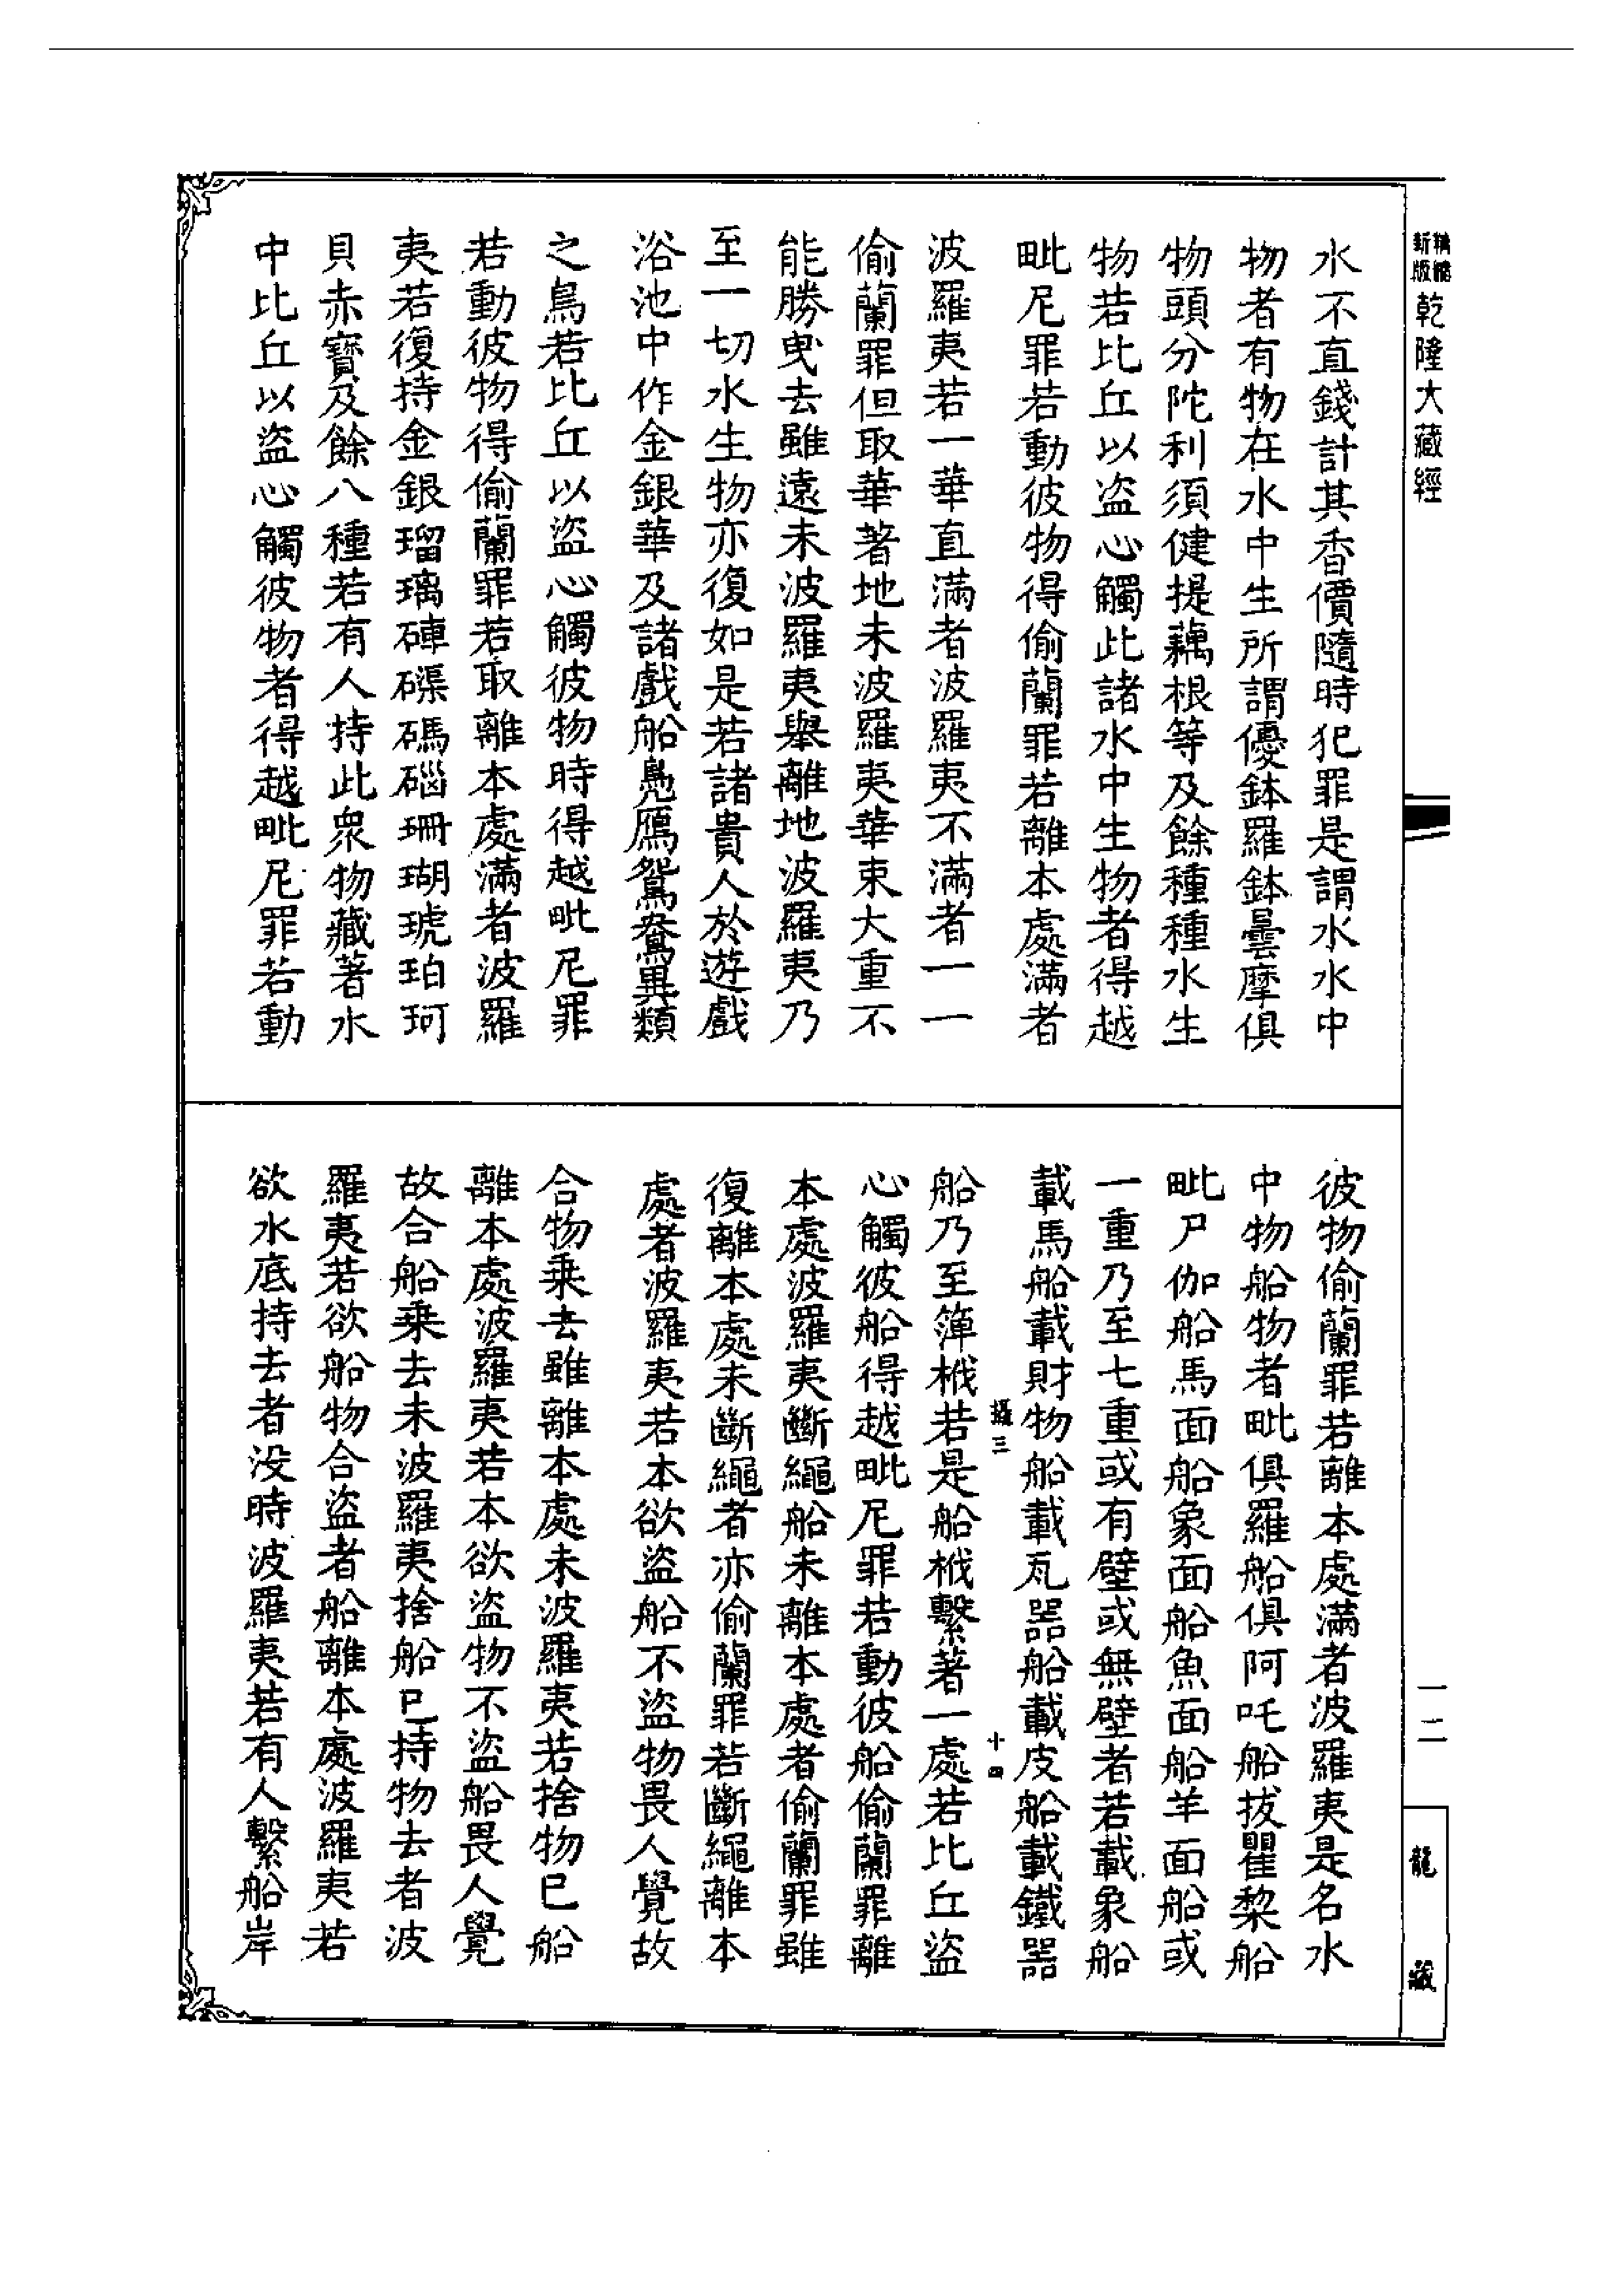 新版精縮乾隆大藏經
水不直錢計其香價隨時犯罪是謂水水中
物者有物在水中生所謂優鉢羅鉢曇摩俱
物頭分陀利須健提藕根等及餘種種水生
物若比丘以盜心觸此諸水中生物者得越
毗尼罪若動彼物得偷蘭罪若離本處滿者
波羅夷若一華直滿者波羅夷不滿者一一
偷蘭罪但取華著地未波羅夷華束大重不
能勝曳去雖遠未波羅夷舉離地波羅夷乃
至一切水生物亦復如是若諸貴人於遊戲
浴池中作金銀華及諸戲船鳧鴈鴛鴦異類
之鳥若比丘以盜心觸彼物時得越毗尼罪
若動彼物得偷蘭罪若取離本處滿者波羅
夷若復持金銀瑠璃硨磲碼碯珊瑚琥珀珂
貝赤寶及餘八種若有人持此眾物藏著水
中比丘以盜心觸彼物者得越毗尼罪若動
彼物偷蘭罪若離本處滿者波羅夷是名水
中物船物者毗俱羅船俱阿吒船拔瞿棃船
毗尸伽船馬面船象面船魚面船羊面船或
一重乃至七重或有壁或無壁者若載象船
載馬船載財物船載瓦器船載皮船載鐵器
攝三
十四
船乃至簰栰若是船栰繫著一處若比丘盜
心觸彼船得越毗尼罪若動彼船偷蘭罪離
本處波羅夷斷繩船未離本處者偷蘭罪雖
復離本處未斷繩者亦偷蘭罪若斷繩離本
處者波羅夷若本欲盜船不盜物畏人覺故
合物乘去雖離本處未波羅夷若捨物已船
離本處波羅夷若本欲盜物不盜船畏人覺
故合船乘去未波羅夷捨船已持物去者波
羅夷若欲船物合盜者船離本處波羅夷若
欲水底持去者沒時波羅夷若有人繫船岸
一二
龍藏